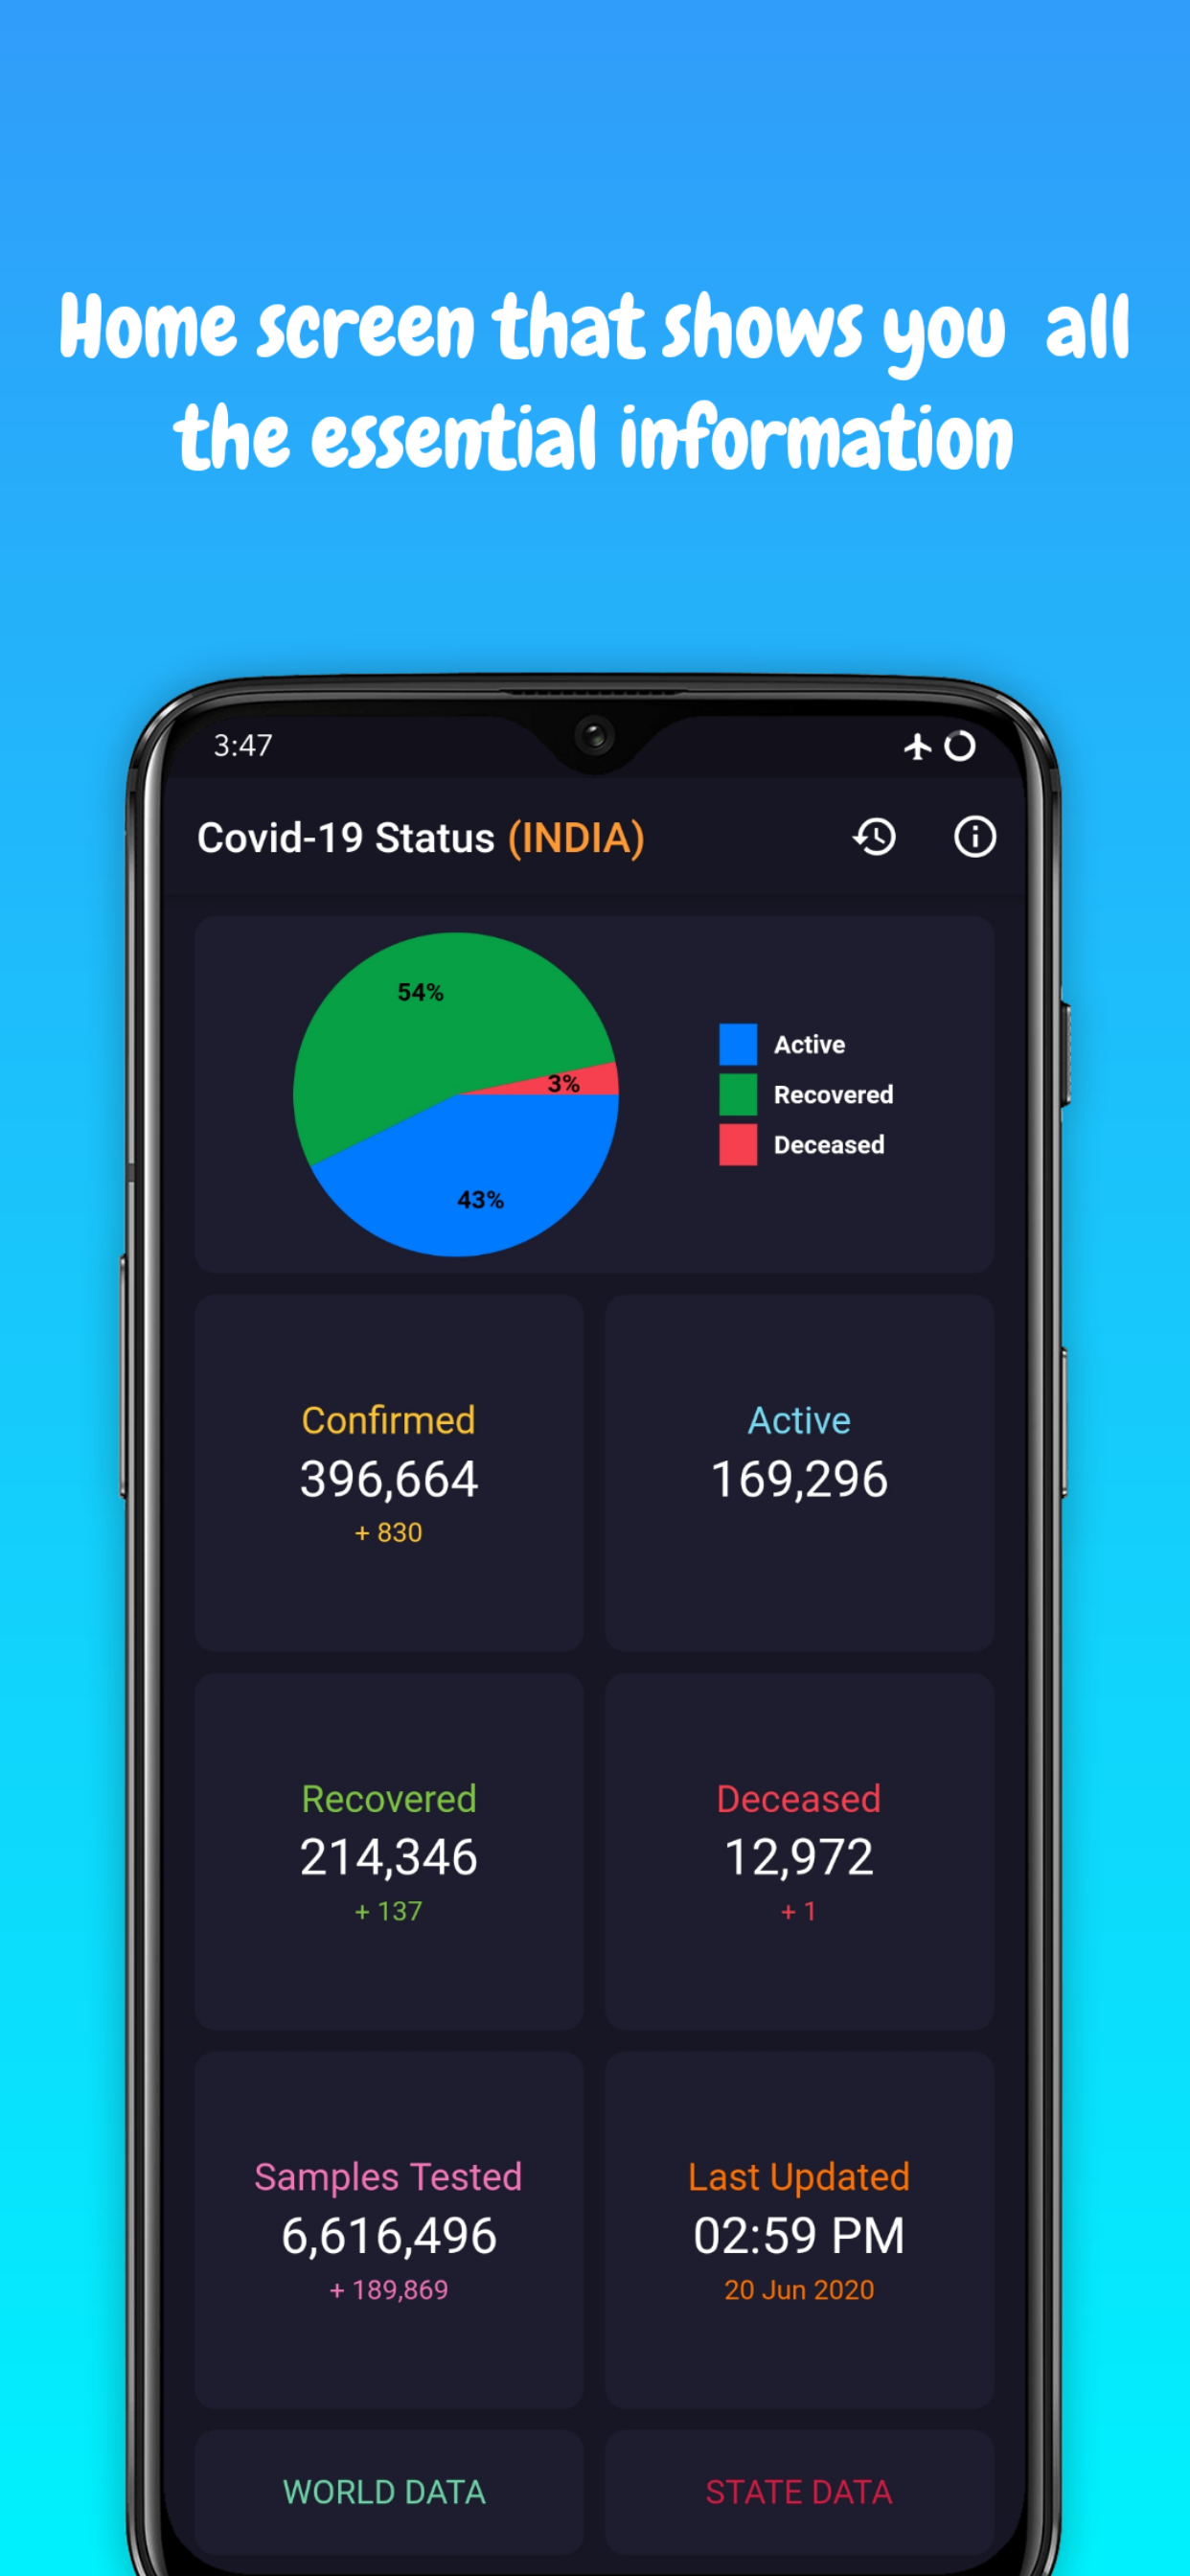 Home screen that shows you all
the essential information
3:47
Covid-19 Status (INDIA)
54%
3%
43%
Active
Recovered
Deceased
Confirmed
396,664
+ 830
Active
169,296
Recovered
214,346
+ 137
Deceased
12,972
+ 1
Samples Tested
6,616,496
+ 189,869
Last Updated
02:59 PM
20 Jun 2020
WORLD DATA
STATE DATA